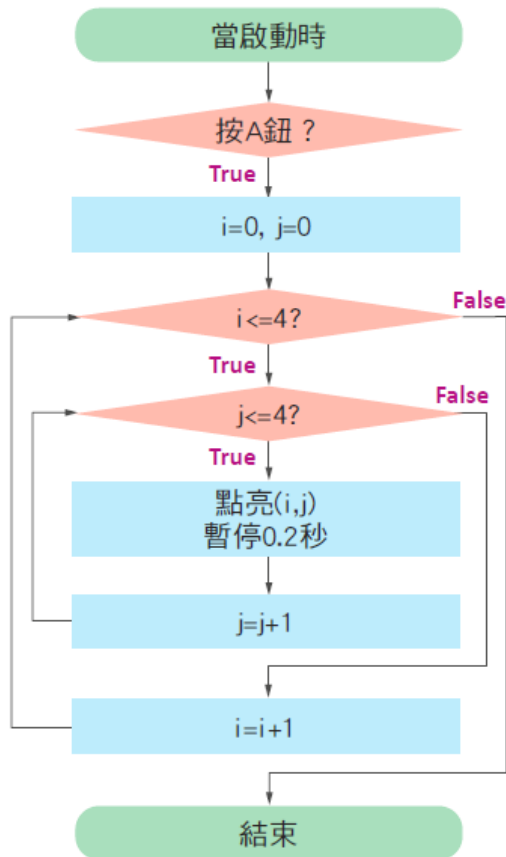 當啟動時
按A鈕？
True
i=0, j=0
i<=4?
False
True
j<=4?
False
True
點亮(i,j)
暫停0.2秒
j=j+1
i=i+1
結束